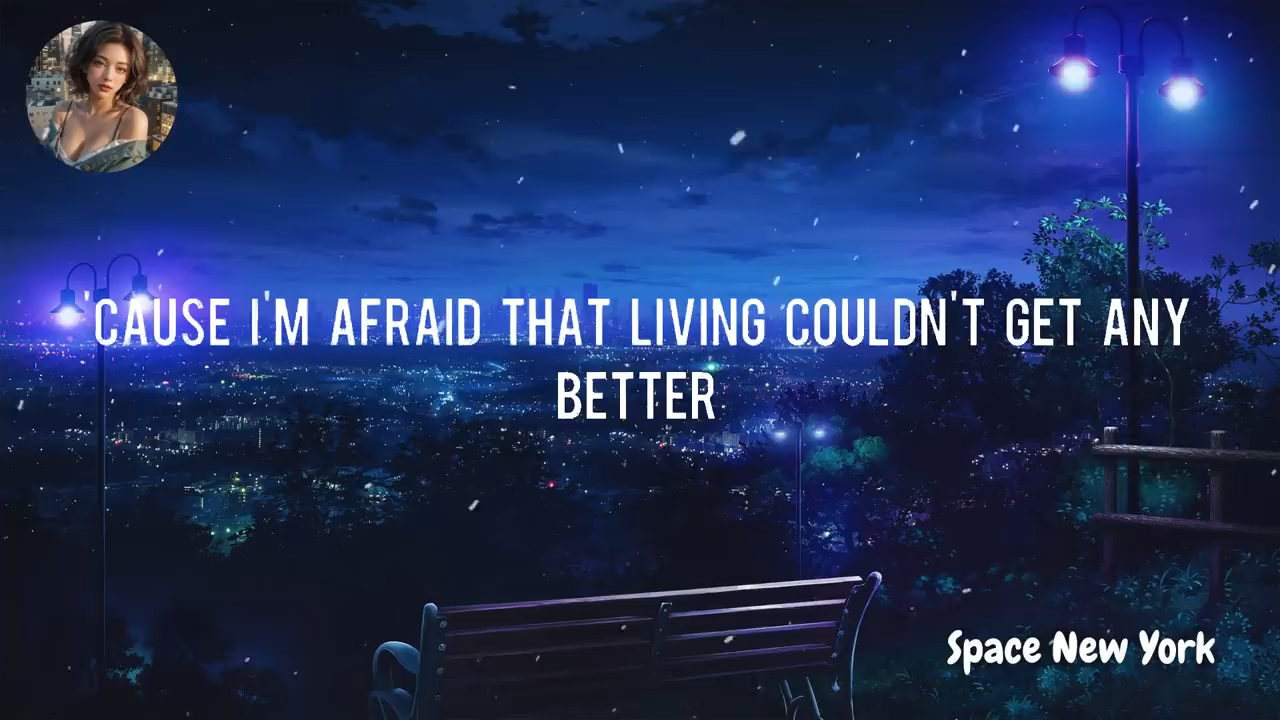 'CAUSE I'M AFRAID THAT LIVING COULDN'T GET ANY
BETTER
Space New York